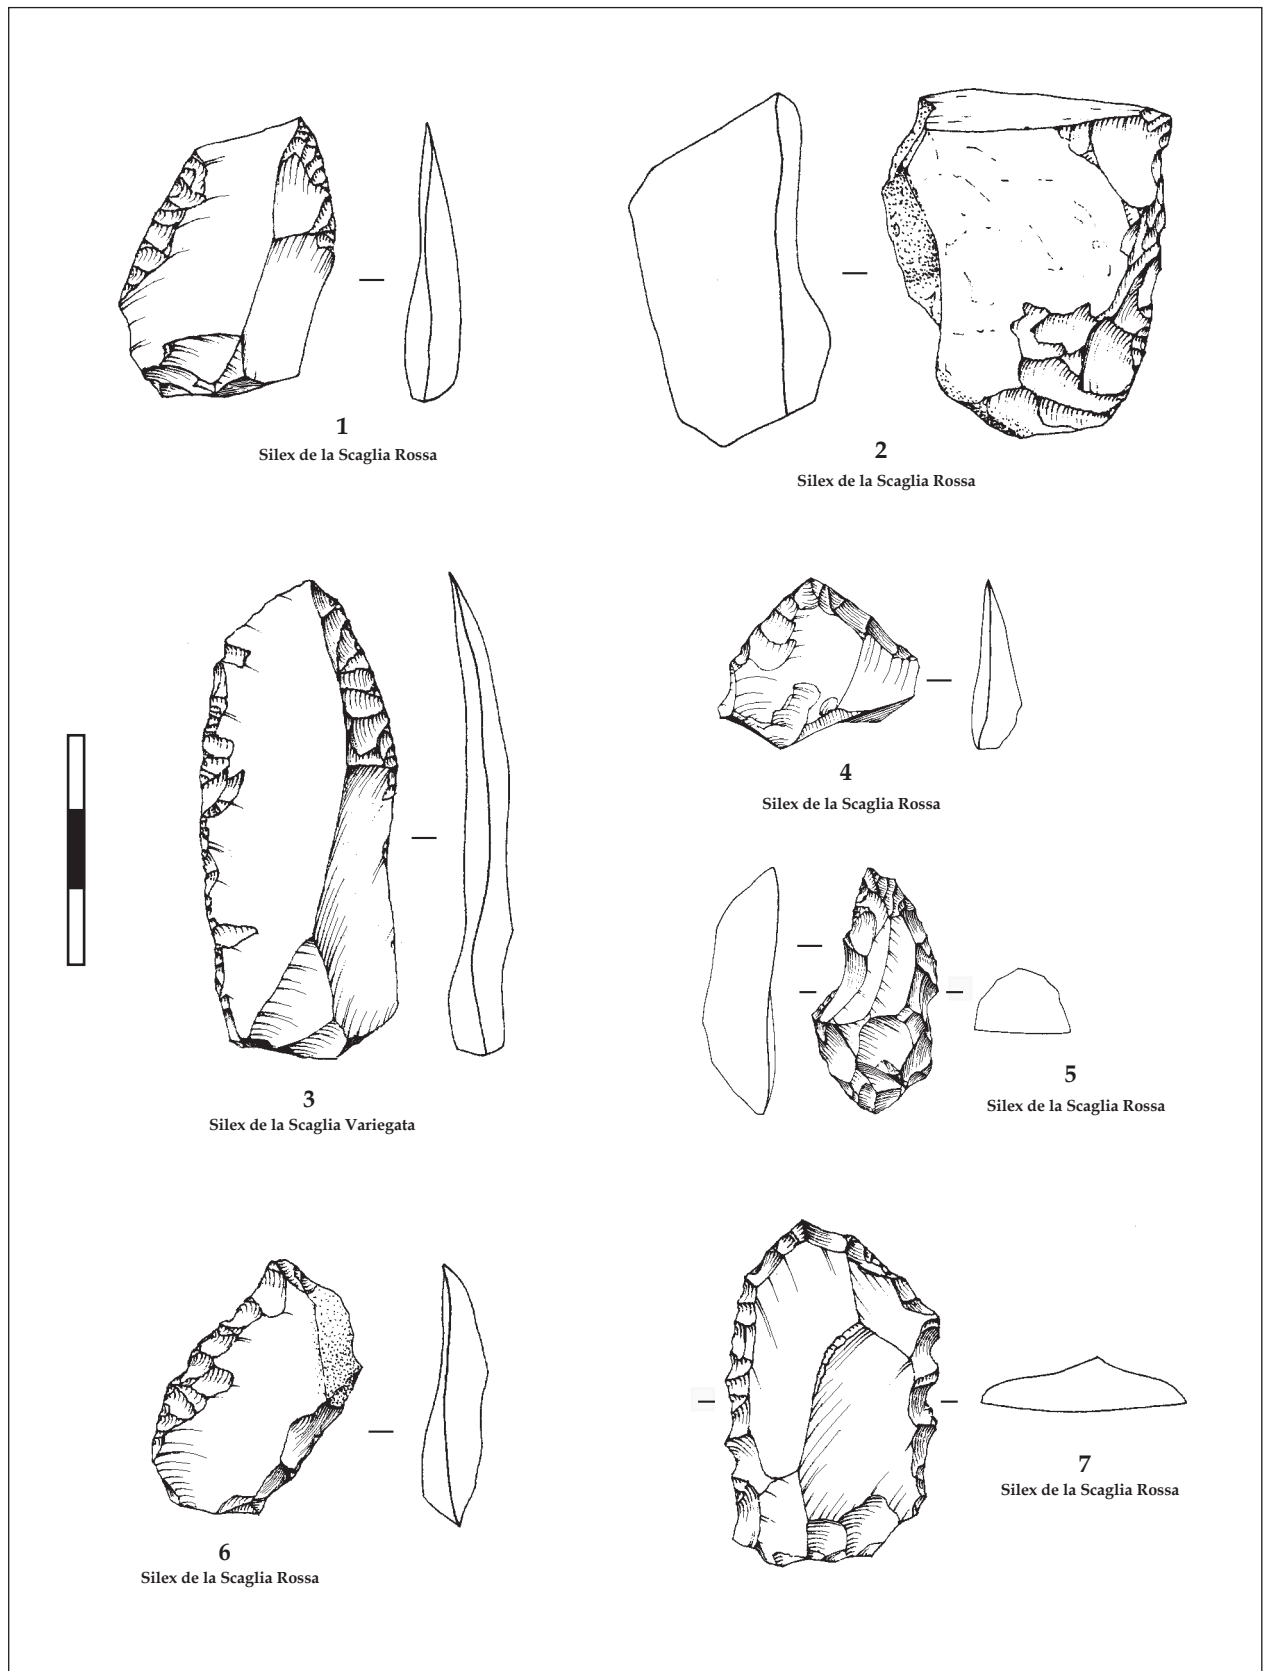 1
Silex de la Scaglia Rossa
2
Silex de la Scaglia Rossa
3
Silex de la Scaglia Variegata
4
Silex de la Scaglia Rossa
5
Silex de la Scaglia Rossa
6
Silex de la Scaglia Rossa
7
Silex de la Scaglia Rossa